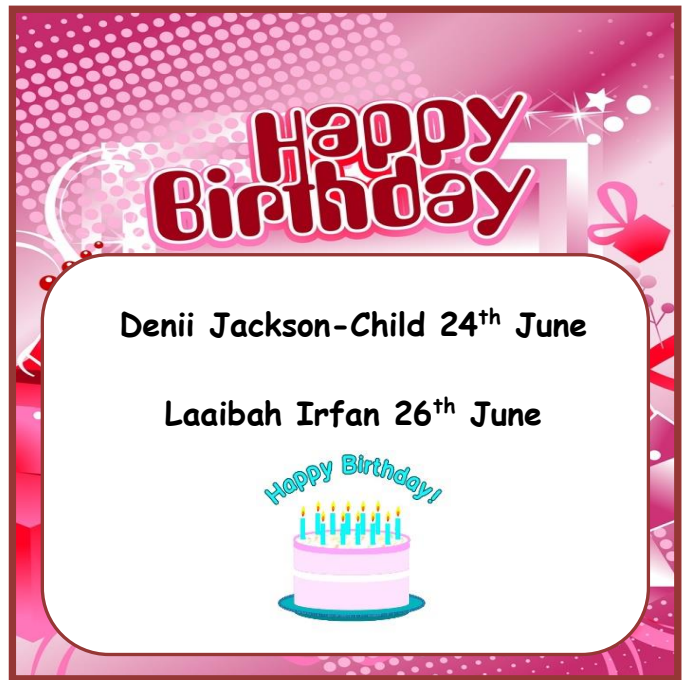 Happy
Birthday
Denii Jackson-Child 24th June
Laaibah Irfan 26th June
Happy Birthday!